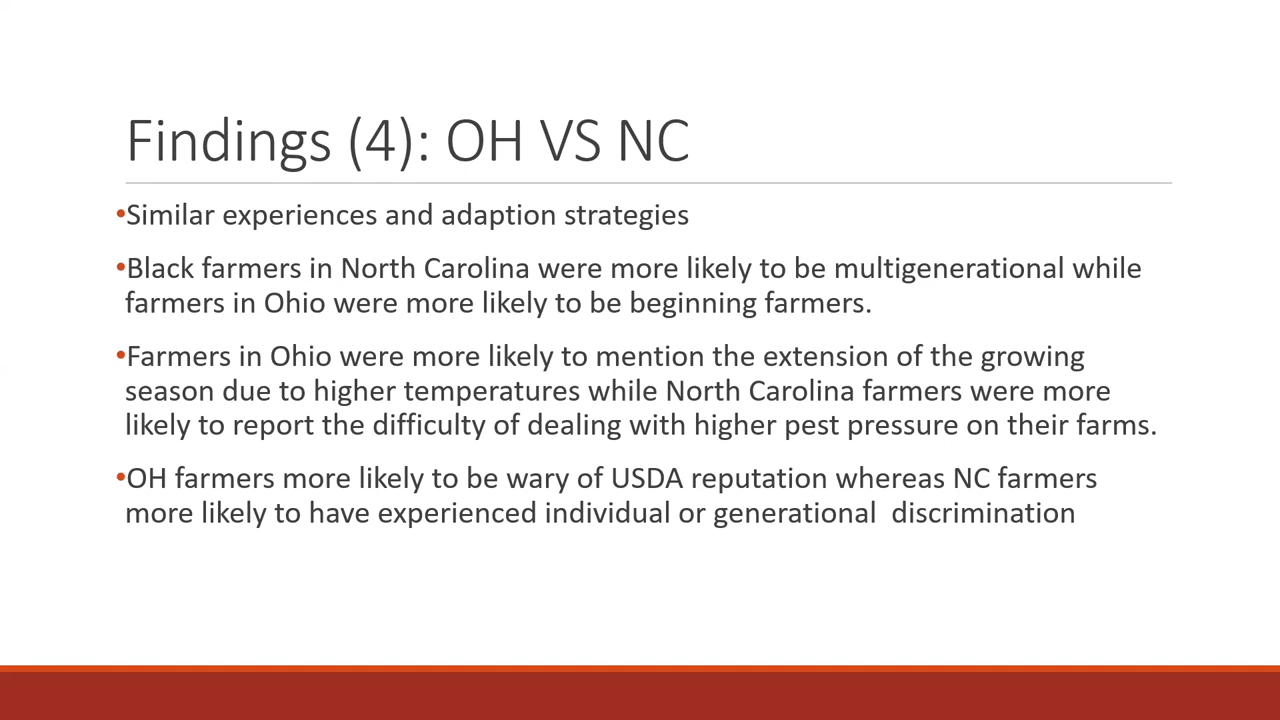 Findings (4): OH VS NC
•Similar experiences and adaption strategies
•Black farmers in North Carolina were more likely to be multigenerational while
farmers in Ohio were more likely to be beginning farmers.
•Farmers in Ohio were more likely to mention the extension of the growing
season due to higher temperatures while North Carolina farmers were more
likely to report the difficulty of dealing with higher pest pressure on their farms.
•OH farmers more likely to be wary of USDA reputation whereas NC farmers
more likely to have experienced individual or generational  discrimination